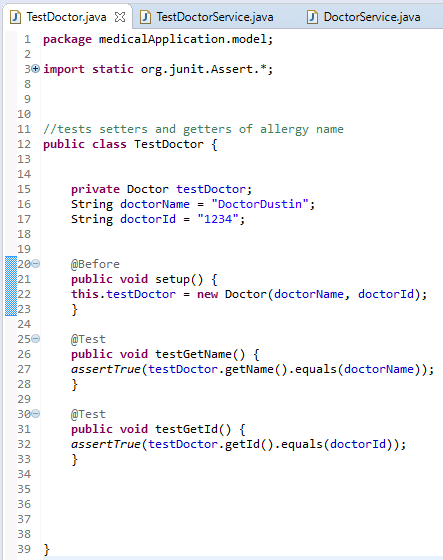 TestDoctor.java TestDoctorService.java DoctorService.java
1 package medicalApplication.model;
2
3 import static org.junit.Assert.*;
8
9
10
11 //tests setters and getters of allergy name
12 public class TestDoctor {
13
14
15 private Doctor testDoctor;
16 String doctorName = "DoctorDustin";
17 String doctorId = "1234";
18
19
20 @Before
21 public void setup() {
22 this.testDoctor = new Doctor(doctorName, doctorId);
23 }
24
25 @Test
26 public void testGetName() {
27 assertTrue(testDoctor.getName().equals(doctorName));
28 }
29
30 @Test
31 public void testGetId() {
32 assertTrue(testDoctor.getId().equals(doctorId));
33 }
34
35
36
37
38
39 }